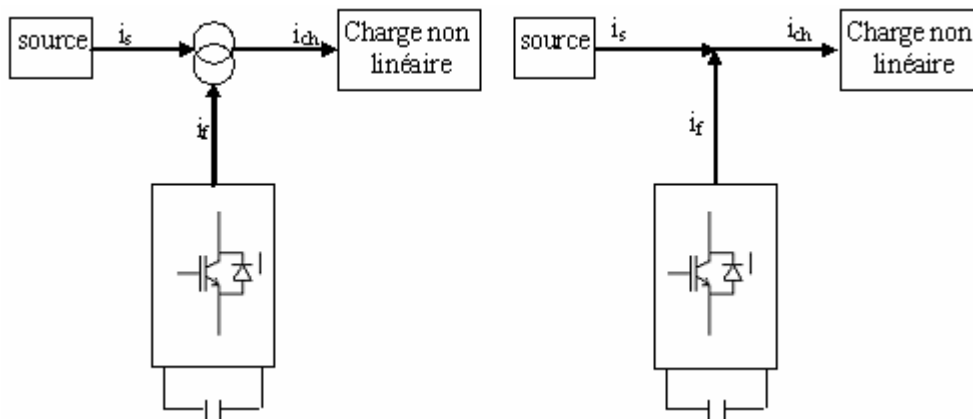 source
is
ich
Charge non
linéaire
if
source
is
ich
Charge non
linéaire
if